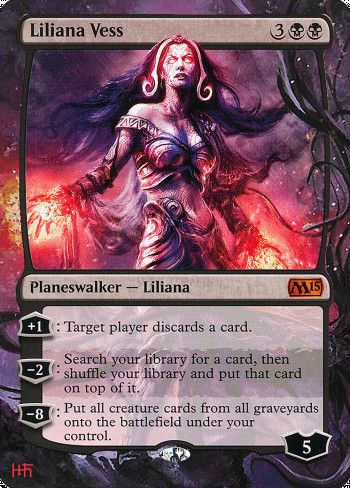 Liliana Vess 3
Planeswalker — Liliana M15
+1 : Target player discards a card.
-2 : Search your library for a card, then
shuffle your library and put that card
on top of it.
-8 : Put all creature cards from all graveyards
onto the battlefield under your
control.
5